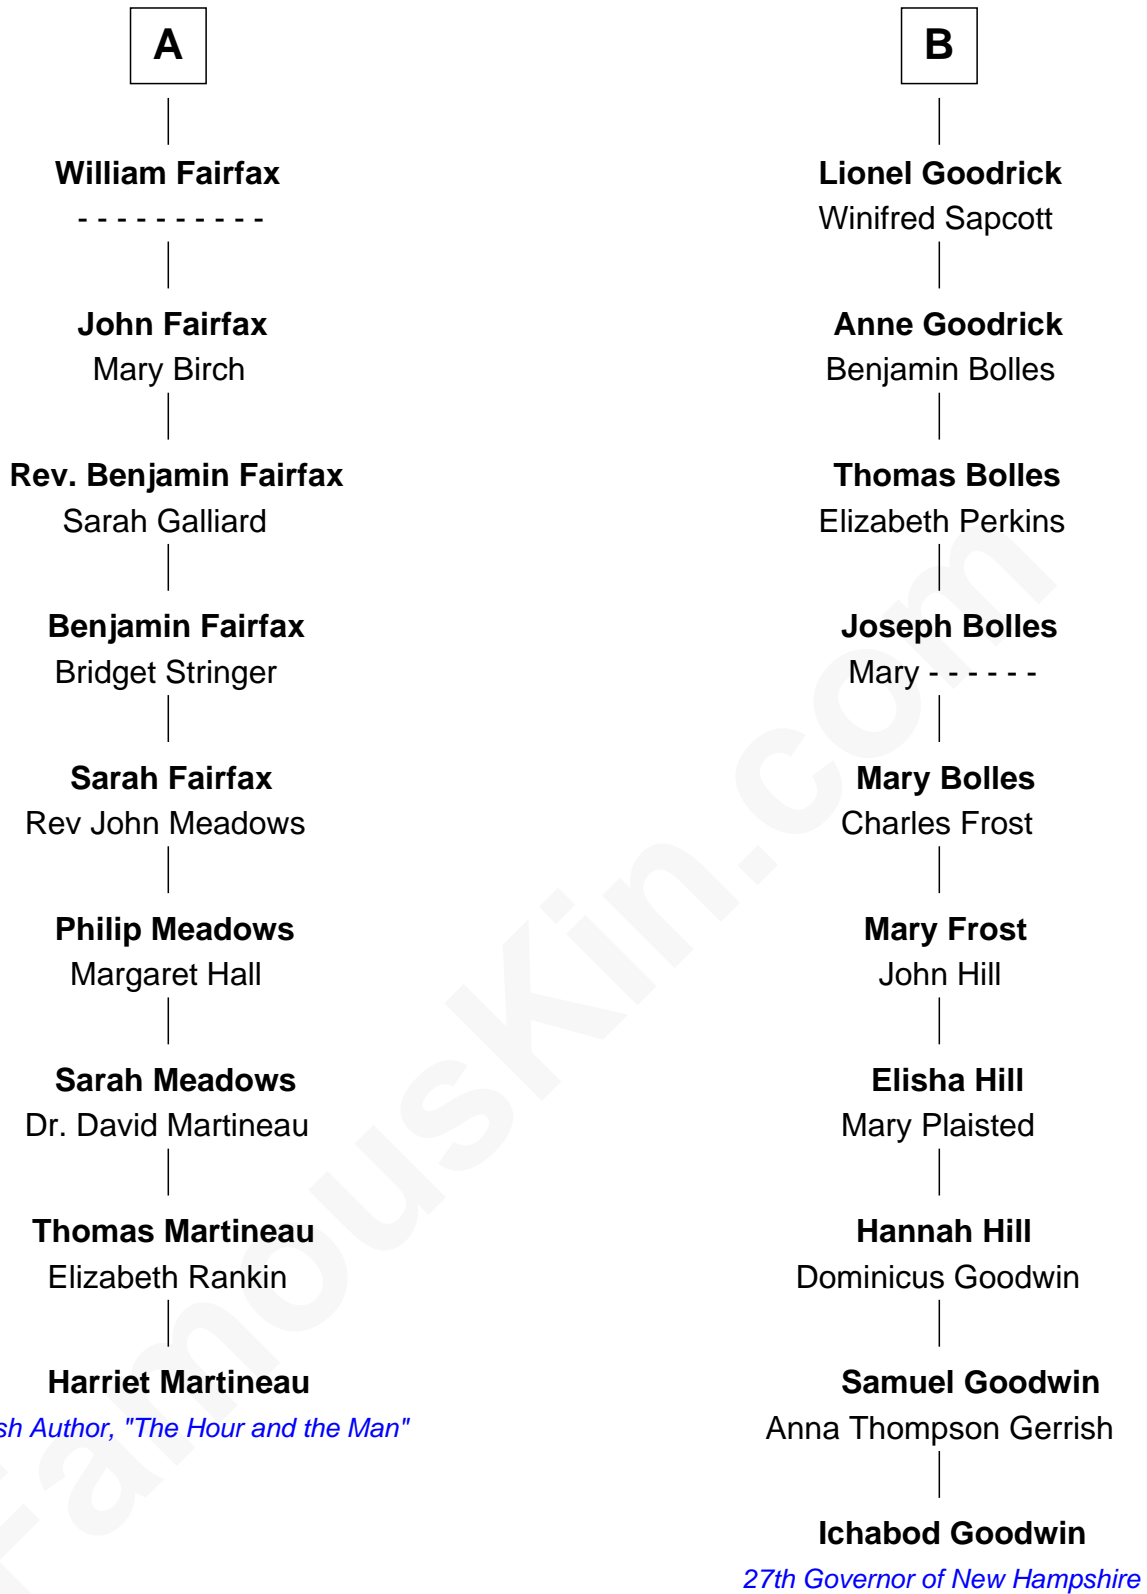 A
William Fairfax
- - - - - - - - - -
John Fairfax
Mary Birch
Rev. Benjamin Fairfax
Sarah Galliard
Benjamin Fairfax
Bridget Stringer
Sarah Fairfax
Rev John Meadows
Philip Meadows
Margaret Hall
Sarah Meadows
Dr. David Martineau
Thomas Martineau
Elizabeth Rankin
Harriet Martineau
sh Author, "The Hour and the Man"
B
Lionel Goodrick
Winifred Sapcott
Anne Goodrick
Benjamin Bolles
Thomas Bolles
Elizabeth Perkins
Joseph Bolles
Mary - - - - - -
Mary Bolles
Charles Frost
Mary Frost
John Hill
Elisha Hill
Mary Plaisted
Hannah Hill
Dominicus Goodwin
Samuel Goodwin
Anna Thompson Gerrish
Ichabod Goodwin
27th Governor of New Hampshire
FamousKin.com